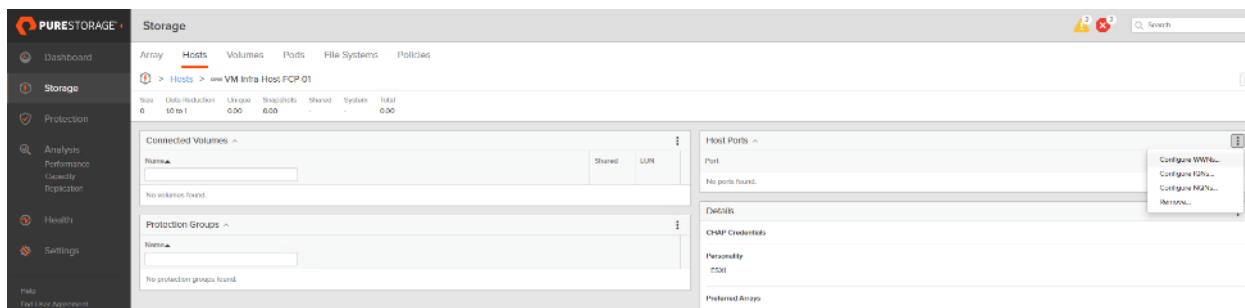 PURESTORAGE
Storage
3
3
Search
Dashboard
Storage
Protection
Analysis
Performance
Capacity
Replication
Health
Settings
Help
End User Agreement
Array Hosts Volumes Pods File Systems Policies
> Hosts > VM-Infra-Host-FCP-01
Size Data Reduction Unique Snapshots Shared System Total
0 1.0 to 1 0.00 0.00 - - 0.00
Connected Volumes
Name Shared LUN
No volumes found.
Protection Groups
Name
No protection groups found.
Host Ports
Port
No ports found.
Configure WWNs...
Configure IQNs...
Configure NQNs...
Remove...
Details
CHAP Credentials
Personality
ESXi
Preferred Arrays